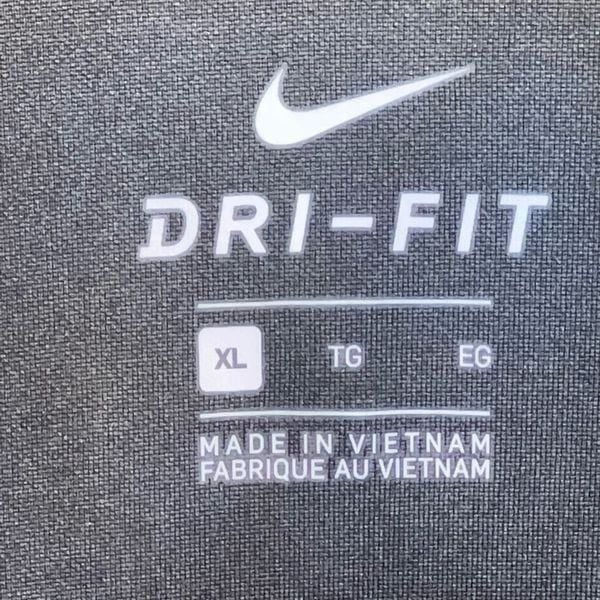 DRI-FIT
XL TG EG
MADE IN VIETNAM
FABRIQUE AU VIETNAM